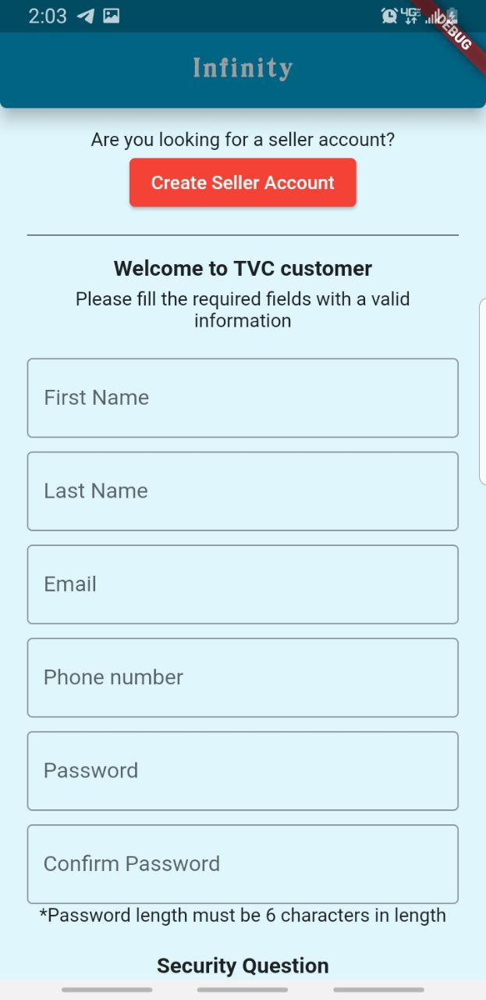 2:03
4G
DEBUG
Infinity
Are you looking for a seller account?
Create Seller Account
Welcome to TVC customer
Please fill the required fields with a valid
information
First Name
Last Name
Email
Phone number
Password
Confirm Password
*Password length must be 6 characters in length
Security Question